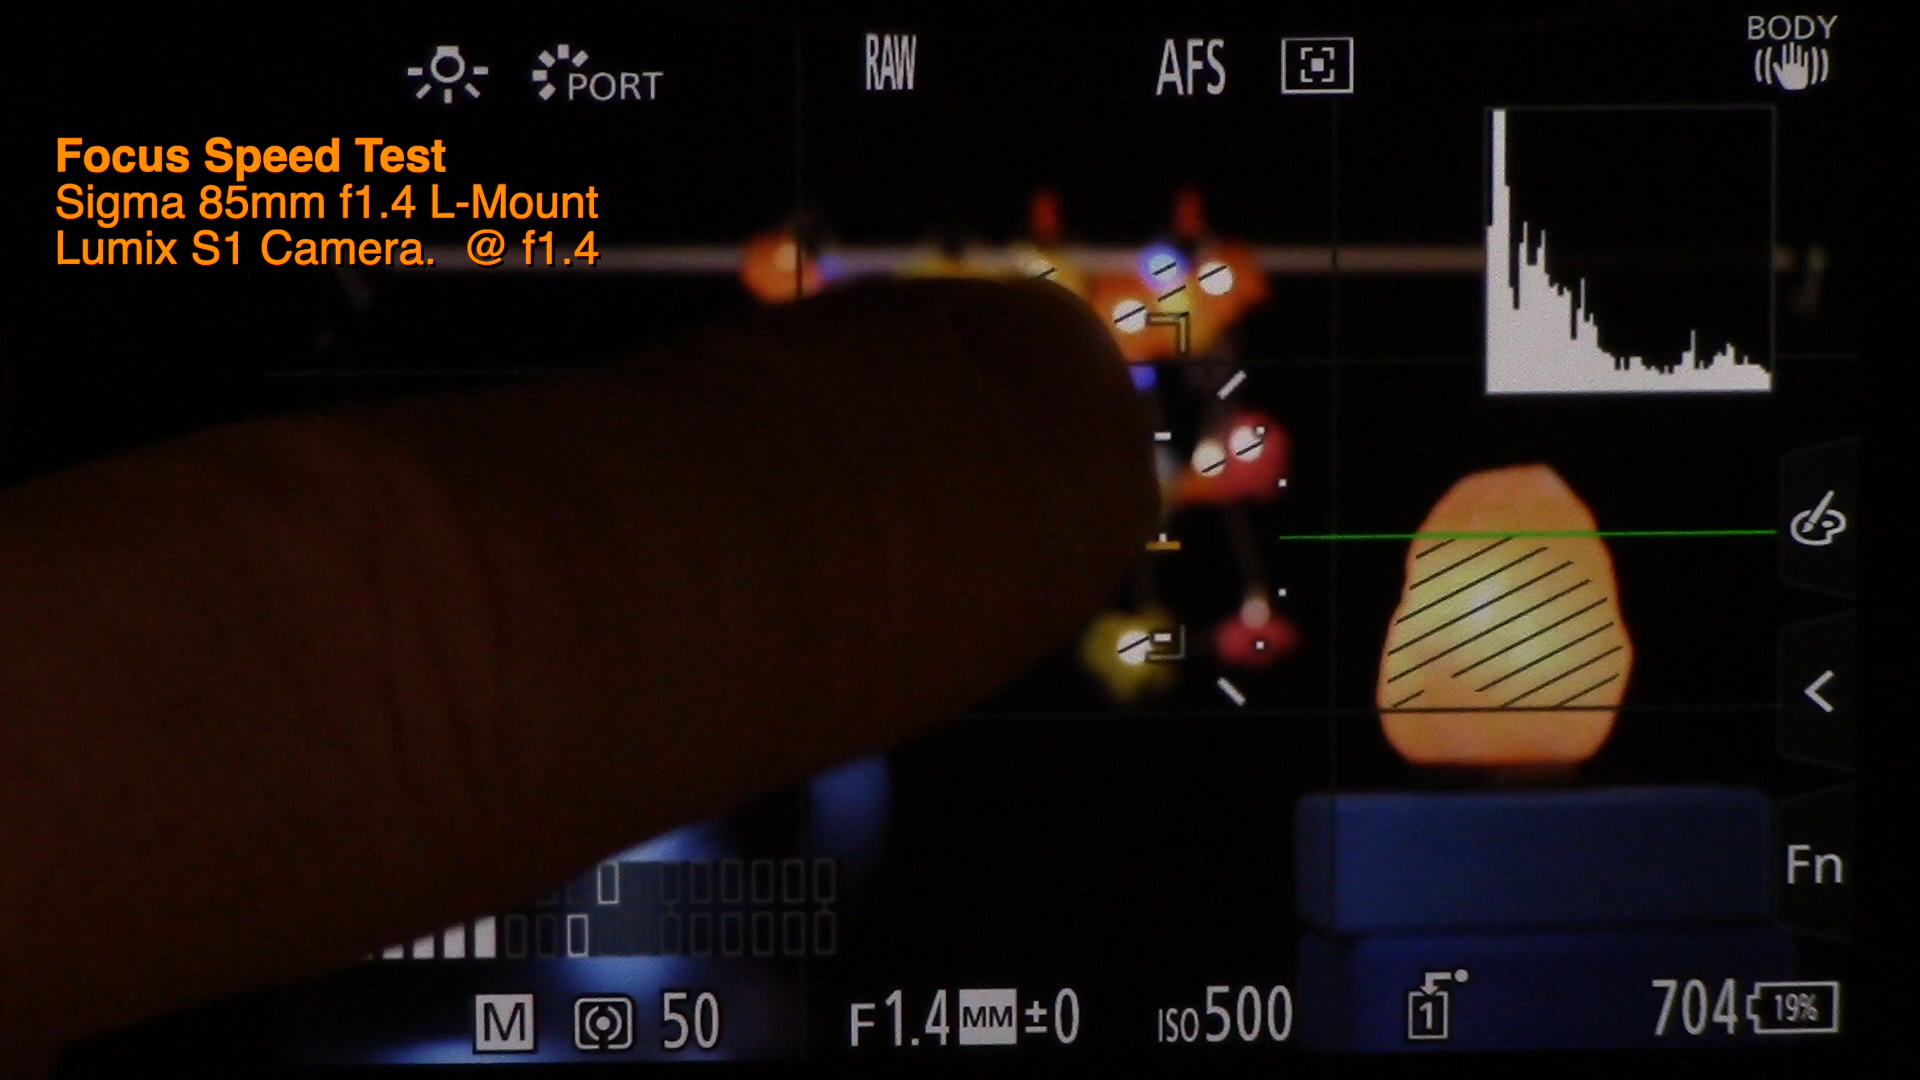 BODY
PORT
RAW
AFS
Focus Speed Test
Sigma 85mm f1.4 L-Mount
Lumix S1 Camera.  @ f1.4
Fn
M
50
F1.4
MM
±0
ISO500
1
704
19%